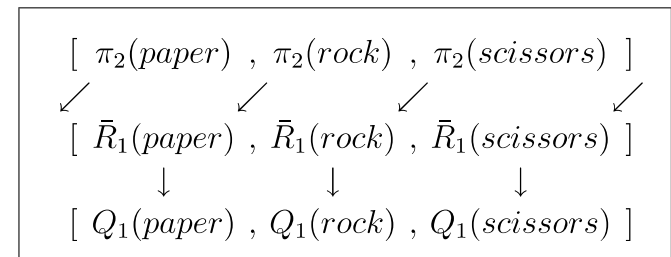 [ π₂(paper) , π₂(rock) , π₂(scissors) ]
↙ ↙ ↙ ↙
[ R̄₁(paper) , R̄₁(rock) , R̄₁(scissors) ]
↓ ↓ ↓
[ Q₁(paper) , Q₁(rock) , Q₁(scissors) ]